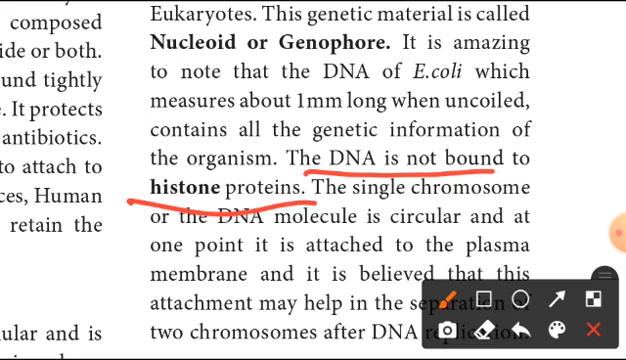 composed
ide or both.
und tightly
. It protects
antibiotics.
to attach to
ces, Human
retain the
ular and is
Eukaryotes. This genetic material is called
Nucleoid or Genophore. It is amazing
to note that the DNA of E.coli which
measures about 1mm long when uncoiled,
contains all the genetic information of
the organism. The DNA is not bound to
histone proteins. The single chromosome
or the DNA molecule is circular and at
one point it is attached to the plasma
membrane and it is believed that this
attachment may help in the separation of
two chromosomes after DNA replication.